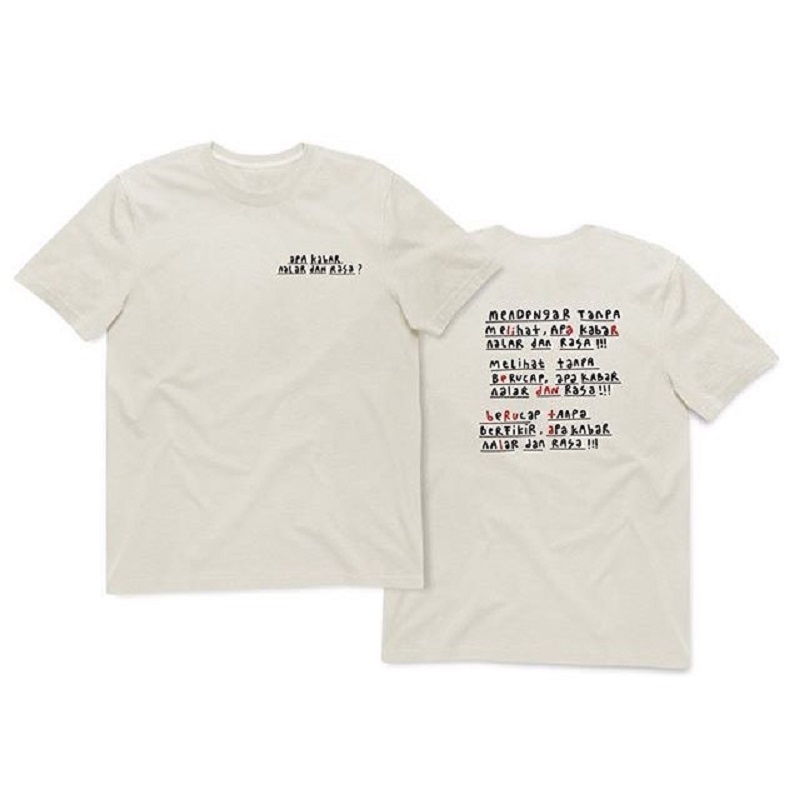 apa kabar
nalar dan Rasa ?
menDeNgaR TanPa
melihat, APa kabaR
nalaR dan RaSA !!!
meLihat tanPA
BeRUCAP, apa KABAR
nalaR dAN RaSa !!!
beRucap tanpa
BERFIKIR, apa KABAR
NALAR dan RASA !!!